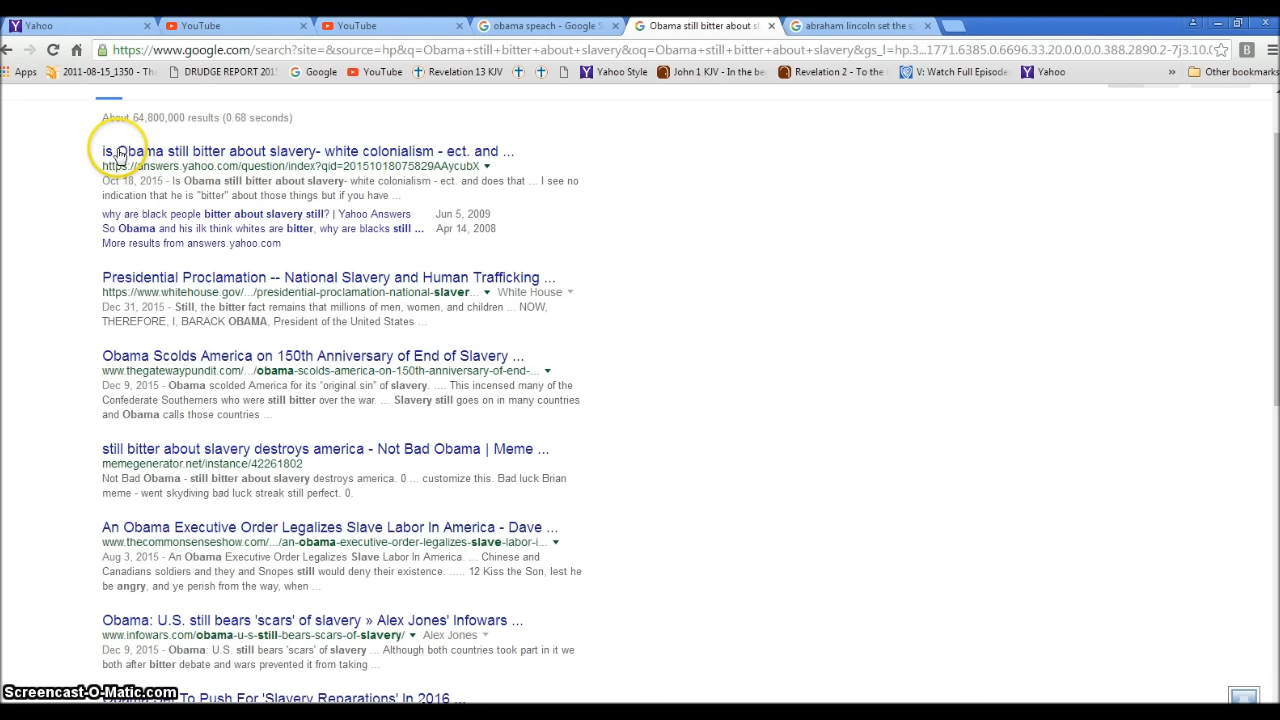 Yahoo
YouTube
YouTube
obama speach - Google S
Obama still bitter about sl
abraham lincoln set the s
https://www.google.com/search?site=&source=hp&q=Obama+still+bitter+about+slavery&oq=Obama+still+bitter+about+slavery&gs_l=hp.3...1771.6385.0.6696.33.20.0.0.0.388.2890.2-7j3.10.0
Apps 2011-08-15_1350 - Th DRUDGE REPORT 201 Google YouTube Revelation 13 KJV Yahoo Style John 1 KJV - In the be Revelation 2 - To the V: Watch Full Episode Yahoo » Other bookmarks
About 64,800,000 results (0.68 seconds)
is Obama still bitter about slavery- white colonialism - ect. and ...
https://answers.yahoo.com/question/index?qid=20151018075829AAycubX
Oct 18, 2015 - Is Obama still bitter about slavery- white colonialism - ect. and does that ... I see no
indication that he is "bitter" about those things but if you have ...
why are black people bitter about slavery still? | Yahoo Answers Jun 5, 2009
So Obama and his ilk think whites are bitter, why are blacks still ... Apr 14, 2008
More results from answers.yahoo.com
Presidential Proclamation -- National Slavery and Human Trafficking ...
https://www.whitehouse.gov/.../presidential-proclamation-national-slaver... White House
Dec 31, 2015 - Still, the bitter fact remains that millions of men, women, and children ... NOW,
THEREFORE, I, BARACK OBAMA, President of the United States ...
Obama Scolds America on 150th Anniversary of End of Slavery ...
www.thegatewaypundit.com/.../obama-scolds-america-on-150th-anniversary-of-end-...
Dec 9, 2015 - Obama scolded America for its "original sin" of slavery. .... This incensed many of the
Confederate Southerners who were still bitter over the war. ... Slavery still goes on in many countries
and Obama calls those countries ...
still bitter about slavery destroys america - Not Bad Obama | Meme ...
memegenerator.net/instance/42261802
Not Bad Obama - still bitter about slavery destroys america. 0 ... customize this. Bad luck Brian
meme - went skydiving bad luck streak still perfect. 0.
An Obama Executive Order Legalizes Slave Labor In America - Dave ...
www.thecommonsenseshow.com/.../an-obama-executive-order-legalizes-slave-labor-i...
Aug 3, 2015 - An Obama Executive Order Legalizes Slave Labor In America. ... Chinese and
Canadians soldiers and they and Snopes still would deny their existence. ..... 12 Kiss the Son, lest he
be angry, and ye perish from the way, when ...
Obama: U.S. still bears 'scars' of slavery » Alex Jones' Infowars ...
www.infowars.com/obama-u-s-still-bears-scars-of-slavery/ Alex Jones
Dec 9, 2015 - Obama: U.S. still bears 'scars' of slavery ... Although both countries took part in it we
both after bitter debate and wars prevented it from taking ...
Obama Set To Push For 'Slavery Reparations' In 2016 ...
Screencast-O-Matic.com